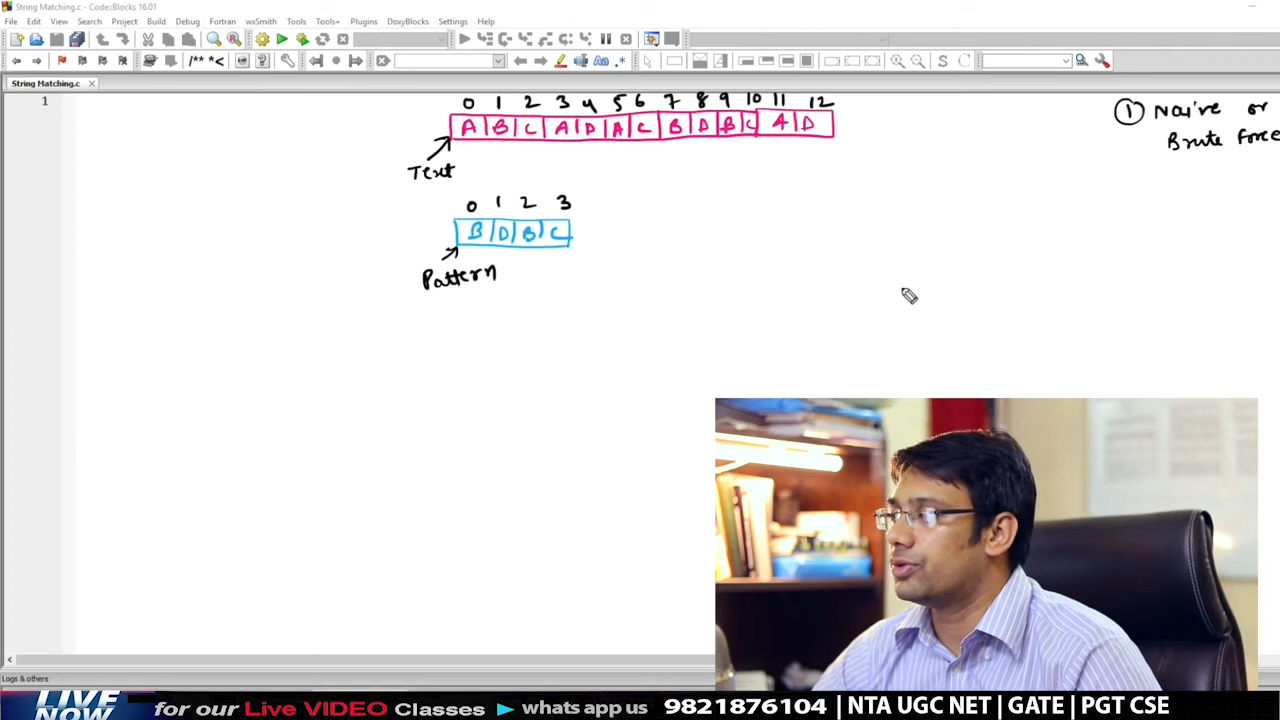 String Matching.c - Code::Blocks 16.01
File Edit View Search Project Build Debug Fortran wxSmith Tools Tools+ Plugins DoxyBlocks Settings Help
/** *<
Aa .*
S C
String Matching.c
1
0 1 2 3 4 5 6 7 8 9 10 11 12
A B C A D A C B D B C A D
Text
① Naive or
Brute Force
0 1 2 3
B D B C
Pattern
Logs & others
LIVE NOW for our Live VIDEO Classes whats app us 9821876104 | NTA UGC NET | GATE | PGT CSE